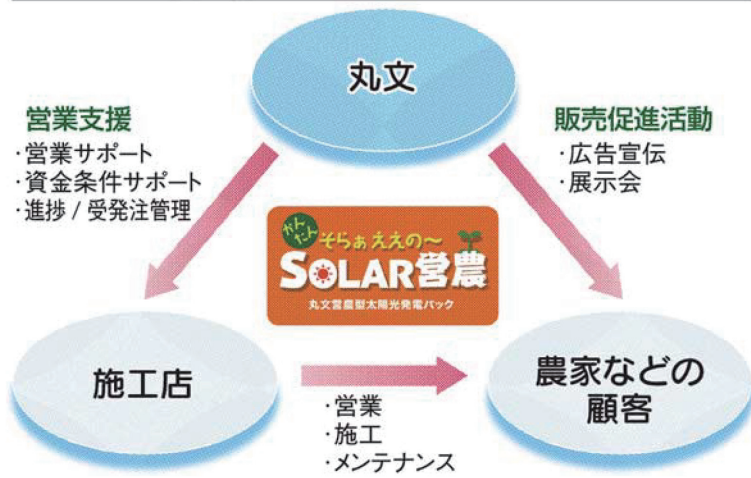 丸文
営業支援
・営業サポート
・資金条件サポート
・進捗 / 受発注管理
販売促進活動
・広告宣伝
・展示会
かん
たん
そらぁええの〜
SOLAR営農
丸文営農型太陽光発電パック
施工店
・営業
・施工
・メンテナンス
農家などの
顧客